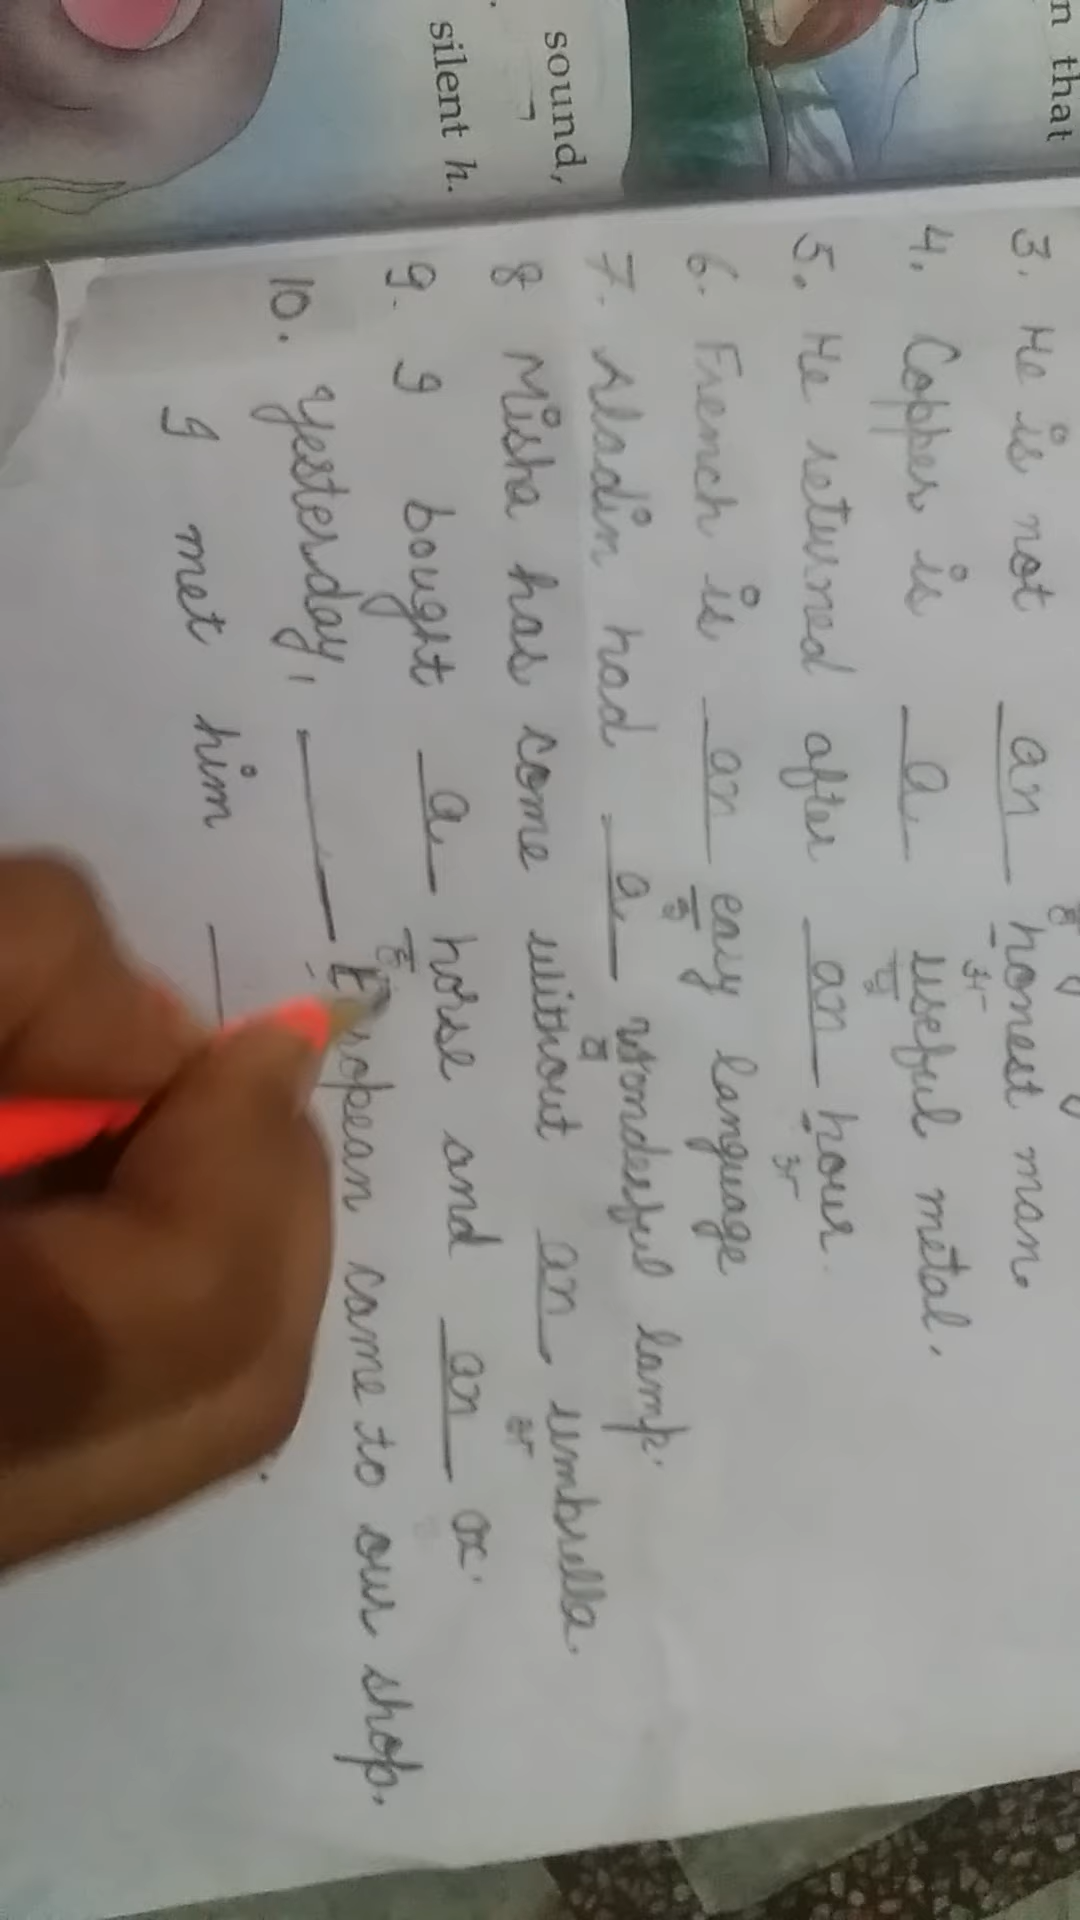 n that
sound,
silent h.
3. He is not an honest man.
4. Copper is a useful metal.
5. He returned after an hour.
6. French is an easy language
7. Aladin had a wondeful lamp.
8 Misha has come without an umbrella.
9. I bought a horse and an ox.
10. yesterday, ___ European came to our shop.
I met him